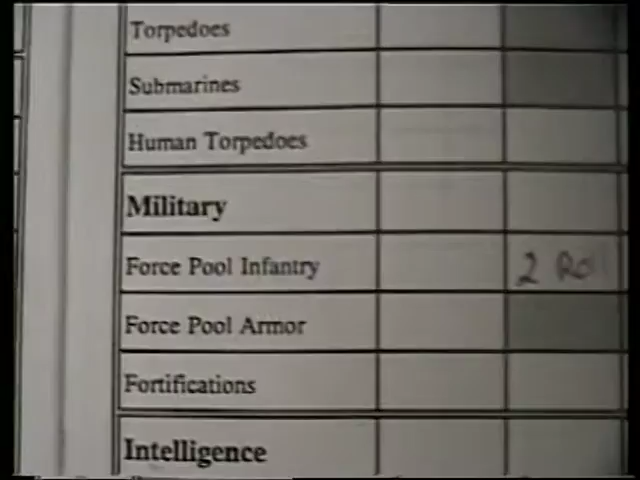 Torpedoes
Submarines
Human Torpedoes
Military
Force Pool Infantry
2
Force Pool Armor
Fortifications
Intelligence